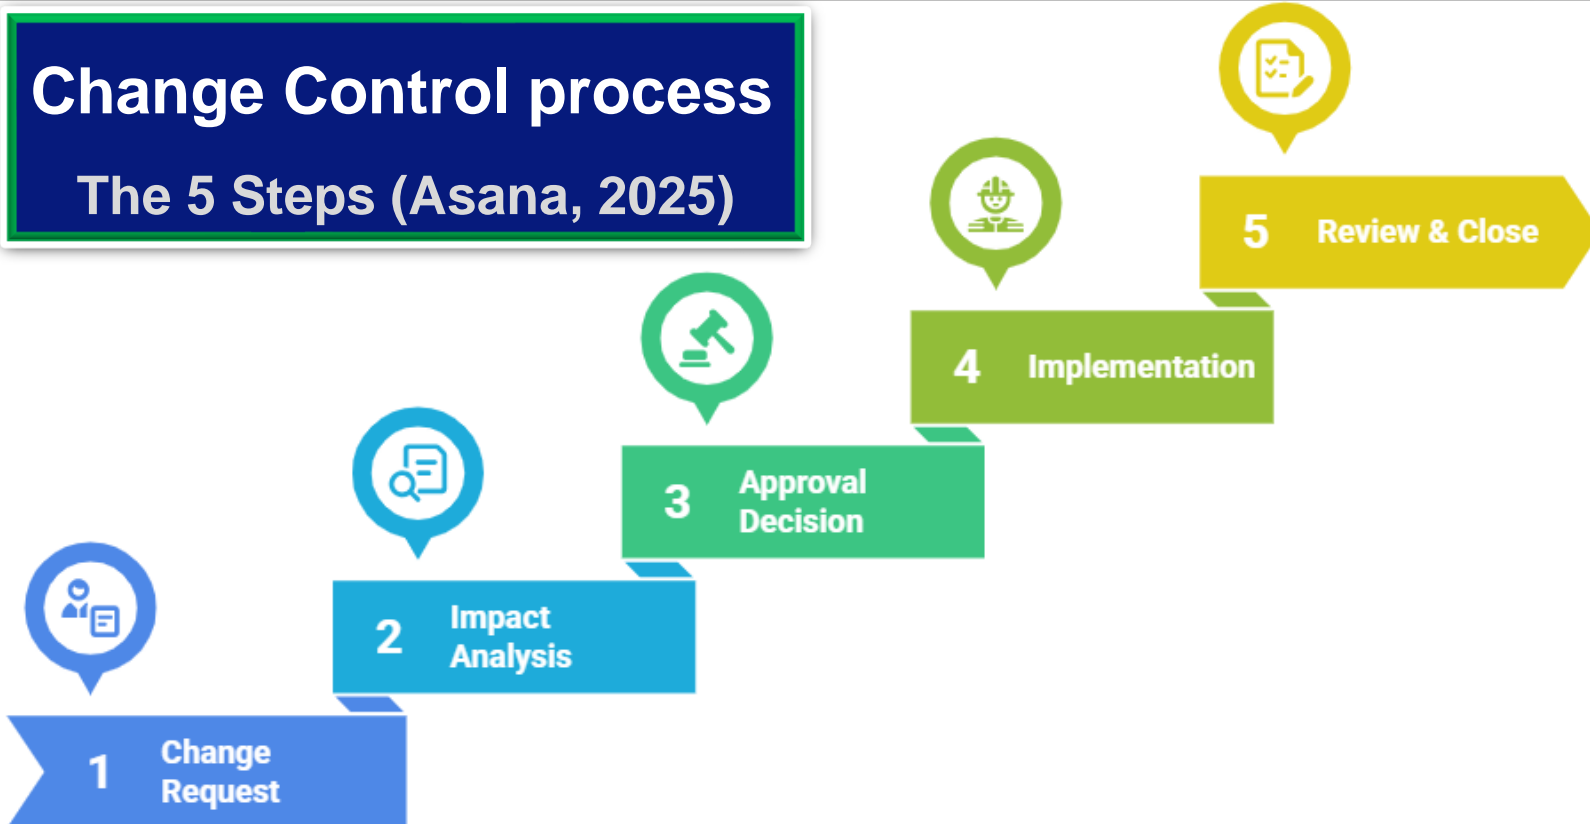 Change Control process
The 5 Steps (Asana, 2025)
1
Change
Request
2
Impact
Analysis
3
Approval
Decision
4
Implementation
5
Review & Close